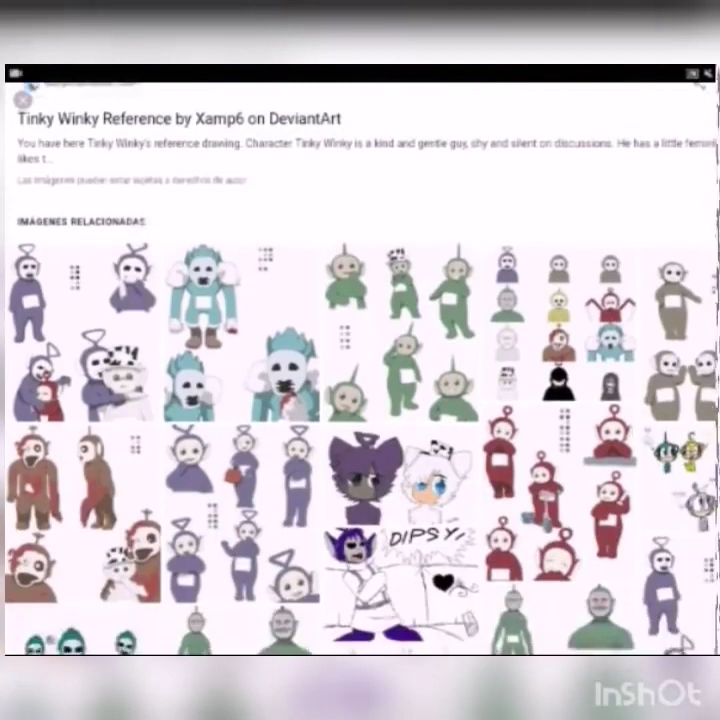 Tinky Winky Reference by Xamp6 on DeviantArt
You have here Tinky Winky's reference drawing. Character Tinky Winky is a kind and gentle guy, shy and silent on discussions. He has a little
likes t...
Las imágenes pueden estar sujetas a derechos de autor
IMÁGENES RELACIONADAS
DIPSY!
InShOt